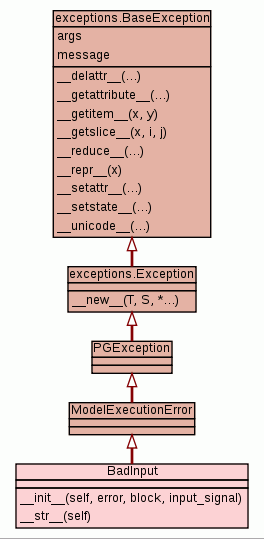 exceptions.BaseException
args
message
__delattr__(...)
__getattribute__(...)
__getitem__(x, y)
__getslice__(x, i, j)
__reduce__(...)
__repr__(x)
__setattr__(...)
__setstate__(...)
__unicode__(...)
exceptions.Exception
__new__(T, S, *...)
PGException
ModelExecutionError
BadInput
__init__(self, error, block, input_signal)
__str__(self)